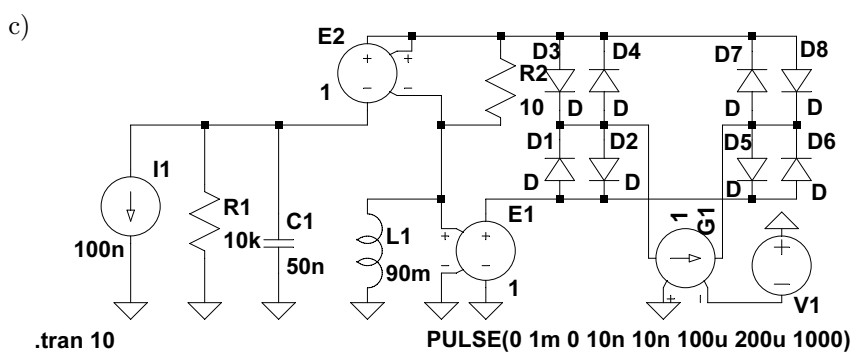 c)
E2
D3
D4
D7
D8
+
+
R2
-
-
1
10
D
D
D
D
I1
D1
D2
D5
D6
R1
C1
L1
D
D
D
D
E1
1
G1
100n
10k
50n
90m
+
+
-
-
1
+
-
+
-
V1
.tran 10
PULSE(0 1m 0 10n 10n 100u 200u 1000)